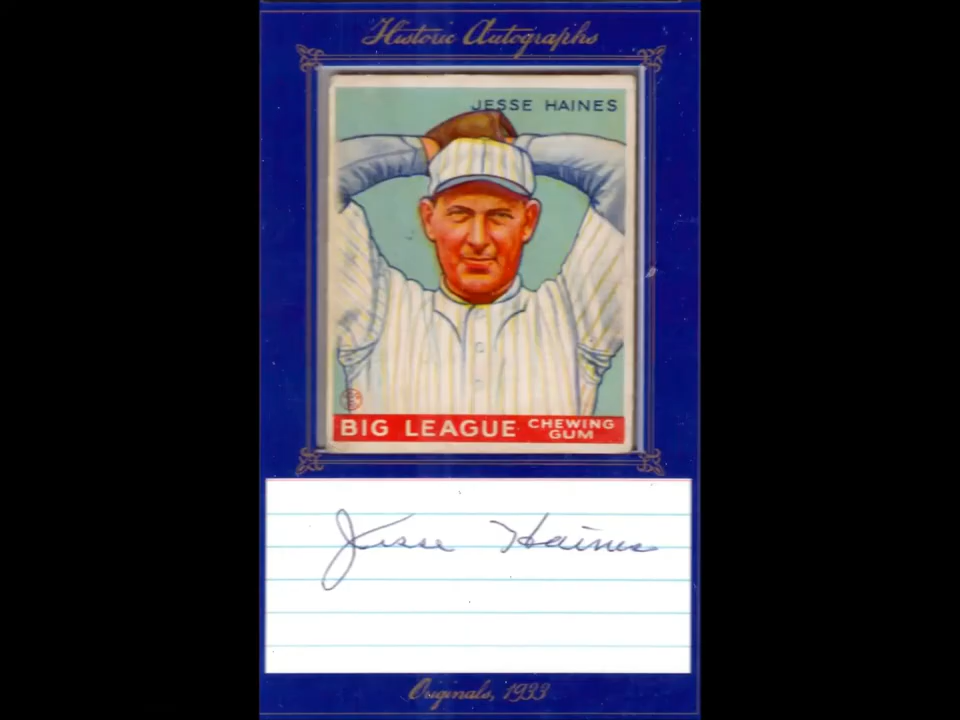 Historic Autographs
JESSE HAINES
BIG LEAGUE CHEWING GUM
Jesse Haines
Originals, 1933